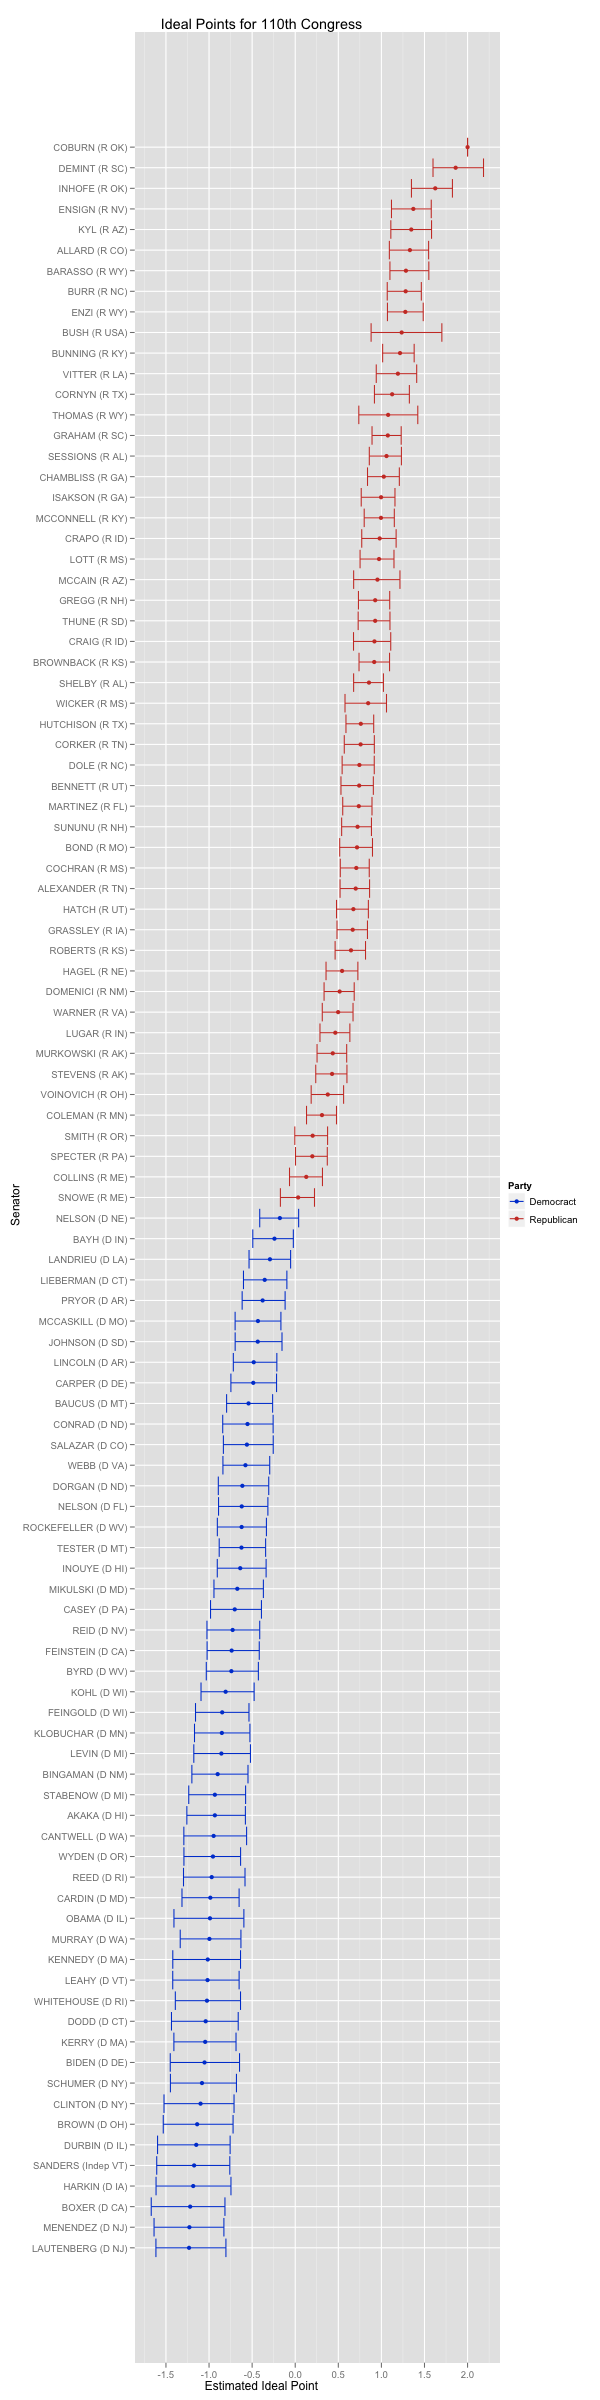 Ideal Points for 110th Congress
COBURN (R OK)
DEMINT (R SC)
INHOFE (R OK)
ENSIGN (R NV)
KYL (R AZ)
ALLARD (R CO)
BARASSO (R WY)
BURR (R NC)
ENZI (R WY)
BUSH (R USA)
BUNNING (R KY)
VITTER (R LA)
CORNYN (R TX)
THOMAS (R WY)
GRAHAM (R SC)
SESSIONS (R AL)
CHAMBLISS (R GA)
ISAKSON (R GA)
MCCONNELL (R KY)
CRAPO (R ID)
LOTT (R MS)
MCCAIN (R AZ)
GREGG (R NH)
THUNE (R SD)
CRAIG (R ID)
BROWNBACK (R KS)
SHELBY (R AL)
WICKER (R MS)
HUTCHISON (R TX)
CORKER (R TN)
DOLE (R NC)
BENNETT (R UT)
MARTINEZ (R FL)
SUNUNU (R NH)
BOND (R MO)
COCHRAN (R MS)
ALEXANDER (R TN)
HATCH (R UT)
GRASSLEY (R IA)
ROBERTS (R KS)
HAGEL (R NE)
DOMENICI (R NM)
WARNER (R VA)
LUGAR (R IN)
MURKOWSKI (R AK)
STEVENS (R AK)
VOINOVICH (R OH)
COLEMAN (R MN)
SMITH (R OR)
SPECTER (R PA)
COLLINS (R ME)
SNOWE (R ME)
NELSON (D NE)
BAYH (D IN)
LANDRIEU (D LA)
LIEBERMAN (D CT)
PRYOR (D AR)
MCCASKILL (D MO)
JOHNSON (D SD)
LINCOLN (D AR)
CARPER (D DE)
BAUCUS (D MT)
CONRAD (D ND)
SALAZAR (D CO)
WEBB (D VA)
DORGAN (D ND)
NELSON (D FL)
ROCKEFELLER (D WV)
TESTER (D MT)
INOUYE (D HI)
MIKULSKI (D MD)
CASEY (D PA)
REID (D NV)
FEINSTEIN (D CA)
BYRD (D WV)
KOHL (D WI)
FEINGOLD (D WI)
KLOBUCHAR (D MN)
LEVIN (D MI)
BINGAMAN (D NM)
STABENOW (D MI)
AKAKA (D HI)
CANTWELL (D WA)
WYDEN (D OR)
REED (D RI)
CARDIN (D MD)
OBAMA (D IL)
MURRAY (D WA)
KENNEDY (D MA)
LEAHY (D VT)
WHITEHOUSE (D RI)
DODD (D CT)
KERRY (D MA)
BIDEN (D DE)
SCHUMER (D NY)
CLINTON (D NY)
BROWN (D OH)
DURBIN (D IL)
SANDERS (Indep VT)
HARKIN (D IA)
BOXER (D CA)
MENENDEZ (D NJ)
LAUTENBERG (D NJ)
Senator
-1.5 -1.0 -0.5 0.0 0.5 1.0 1.5 2.0
Estimated Ideal Point
Party
Democract
Republican